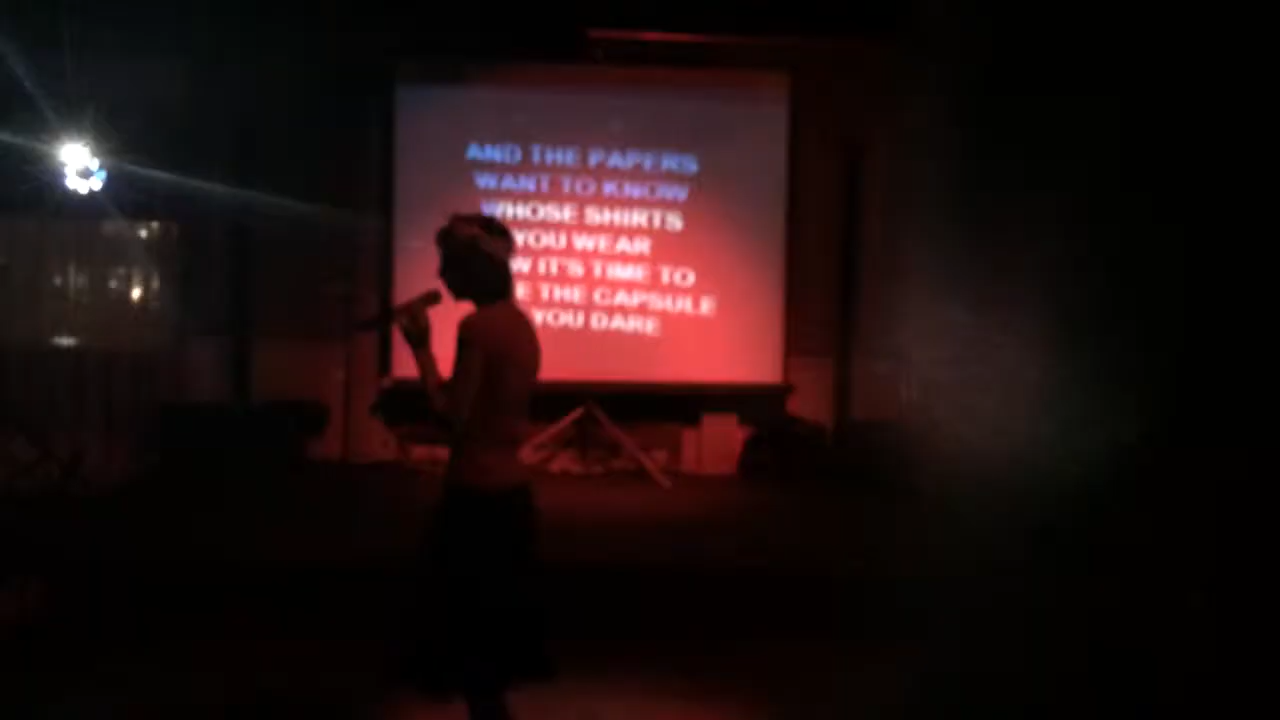 AND THE PAPERS
WANT TO KNOW
WHOSE SHIRTS
YOU WEAR
W IT'S TIME TO
E THE CAPSULE
YOU DARE